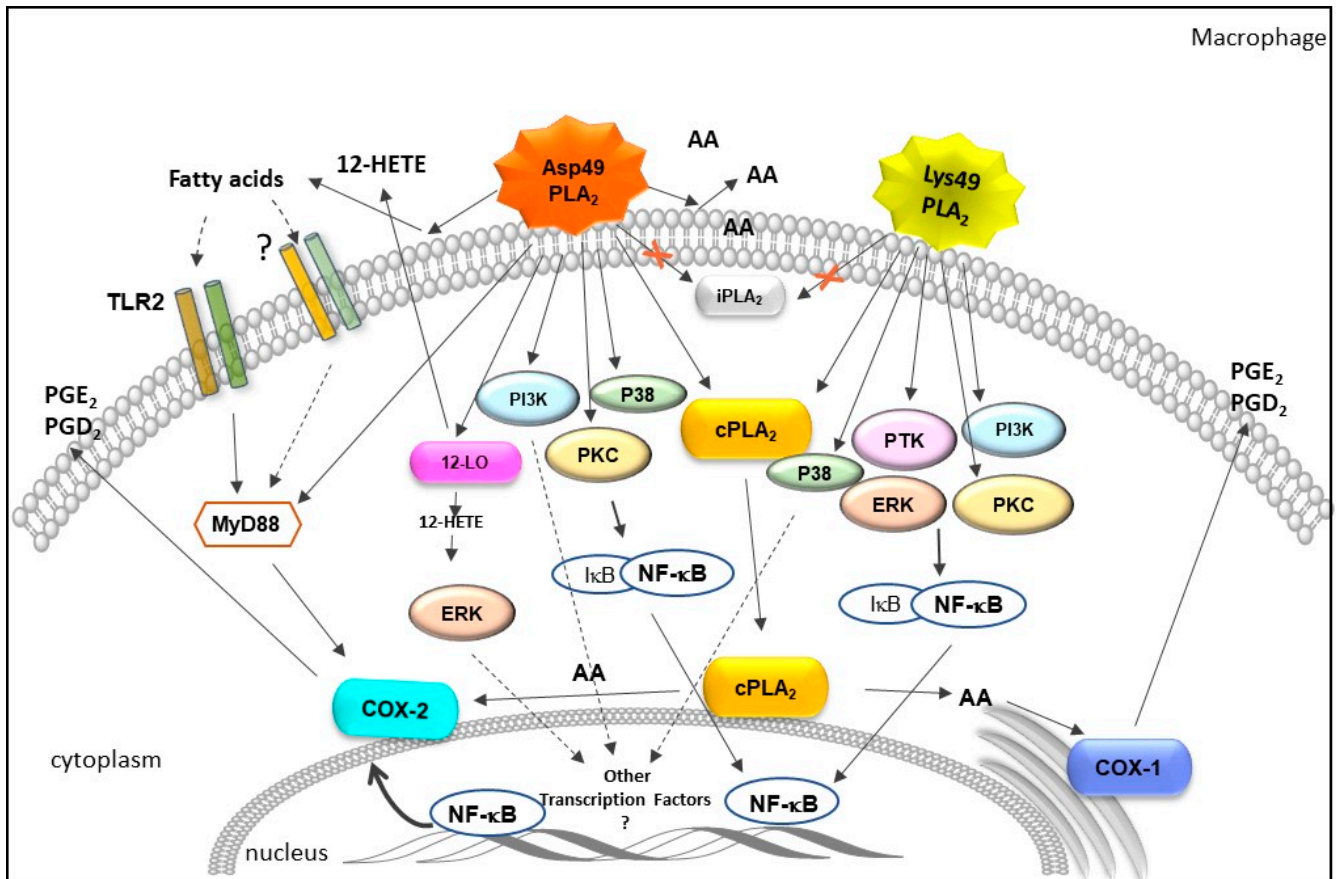 Macrophage
AA
12-HETE
Asp49
PLA₂
AA
Lys49
PLA₂
Fatty acids
?
AA
TLR2
iPLA₂
PGE₂
PGD₂
PGE₂
PGD₂
PI3K
P38
cPLA₂
PTK
PI3K
12-LO
PKC
P38
ERK
PKC
MyD88
12-HETE
IκB
NF-κB
IκB
NF-κB
ERK
AA
cPLA₂
AA
COX-2
COX-1
cytoplasm
Other
Transcription Factors
?
NF-κB
NF-κB
nucleus